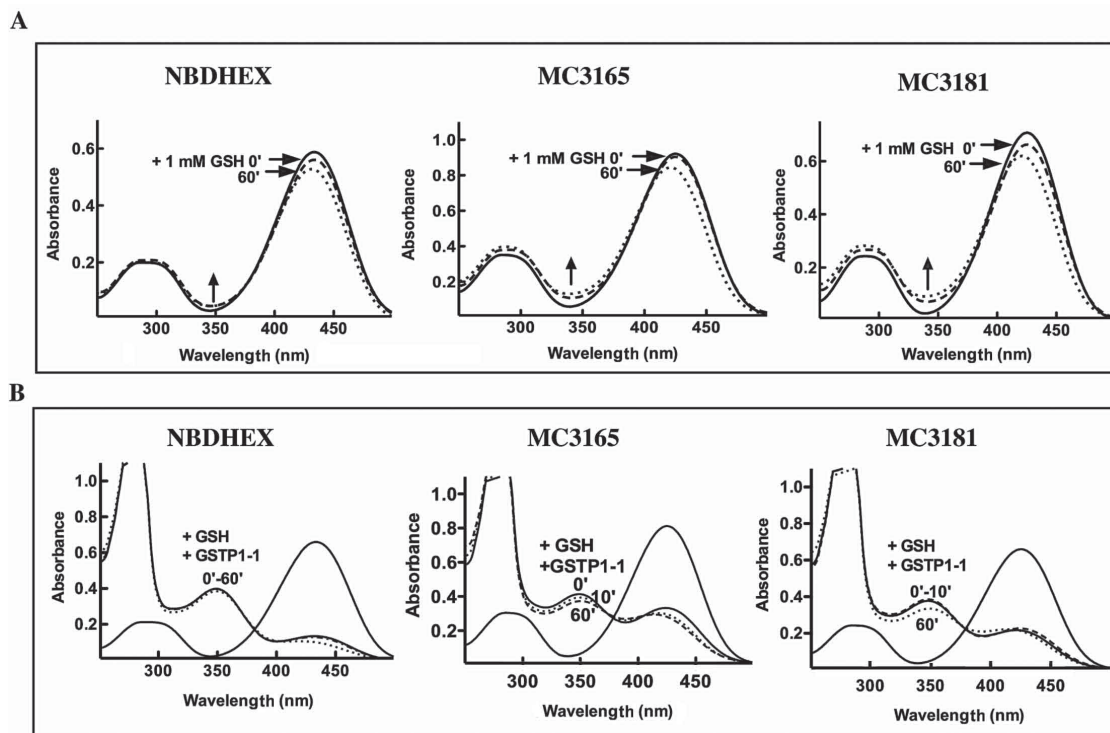 A
NBDHEX
Absorbance
0.6
0.4
0.2
+ 1 mM GSH 0'
60'
300 350 400 450
Wavelength (nm)
MC3165
Absorbance
1.0
0.8
0.6
0.4
0.2
+ 1 mM GSH 0'
60'
300 350 400 450
Wavelength (nm)
MC3181
Absorbance
0.6
0.4
0.2
+ 1 mM GSH 0'
60'
300 350 400 450
Wavelength (nm)
B
NBDHEX
Absorbance
1.0
0.8
0.6
0.4
0.2
+ GSH
+ GSTP1-1
0'-60'
300 350 400 450
Wavelength (nm)
MC3165
Absorbance
1.0
0.8
0.6
0.4
0.2
+ GSH
+GSTP1-1
0'
10'
60'
300 350 400 450
Wavelength (nm)
MC3181
Absorbance
1.0
0.8
0.6
0.4
0.2
+ GSH
+ GSTP1-1
0'-10'
60'
300 350 400 450
Wavelength (nm)